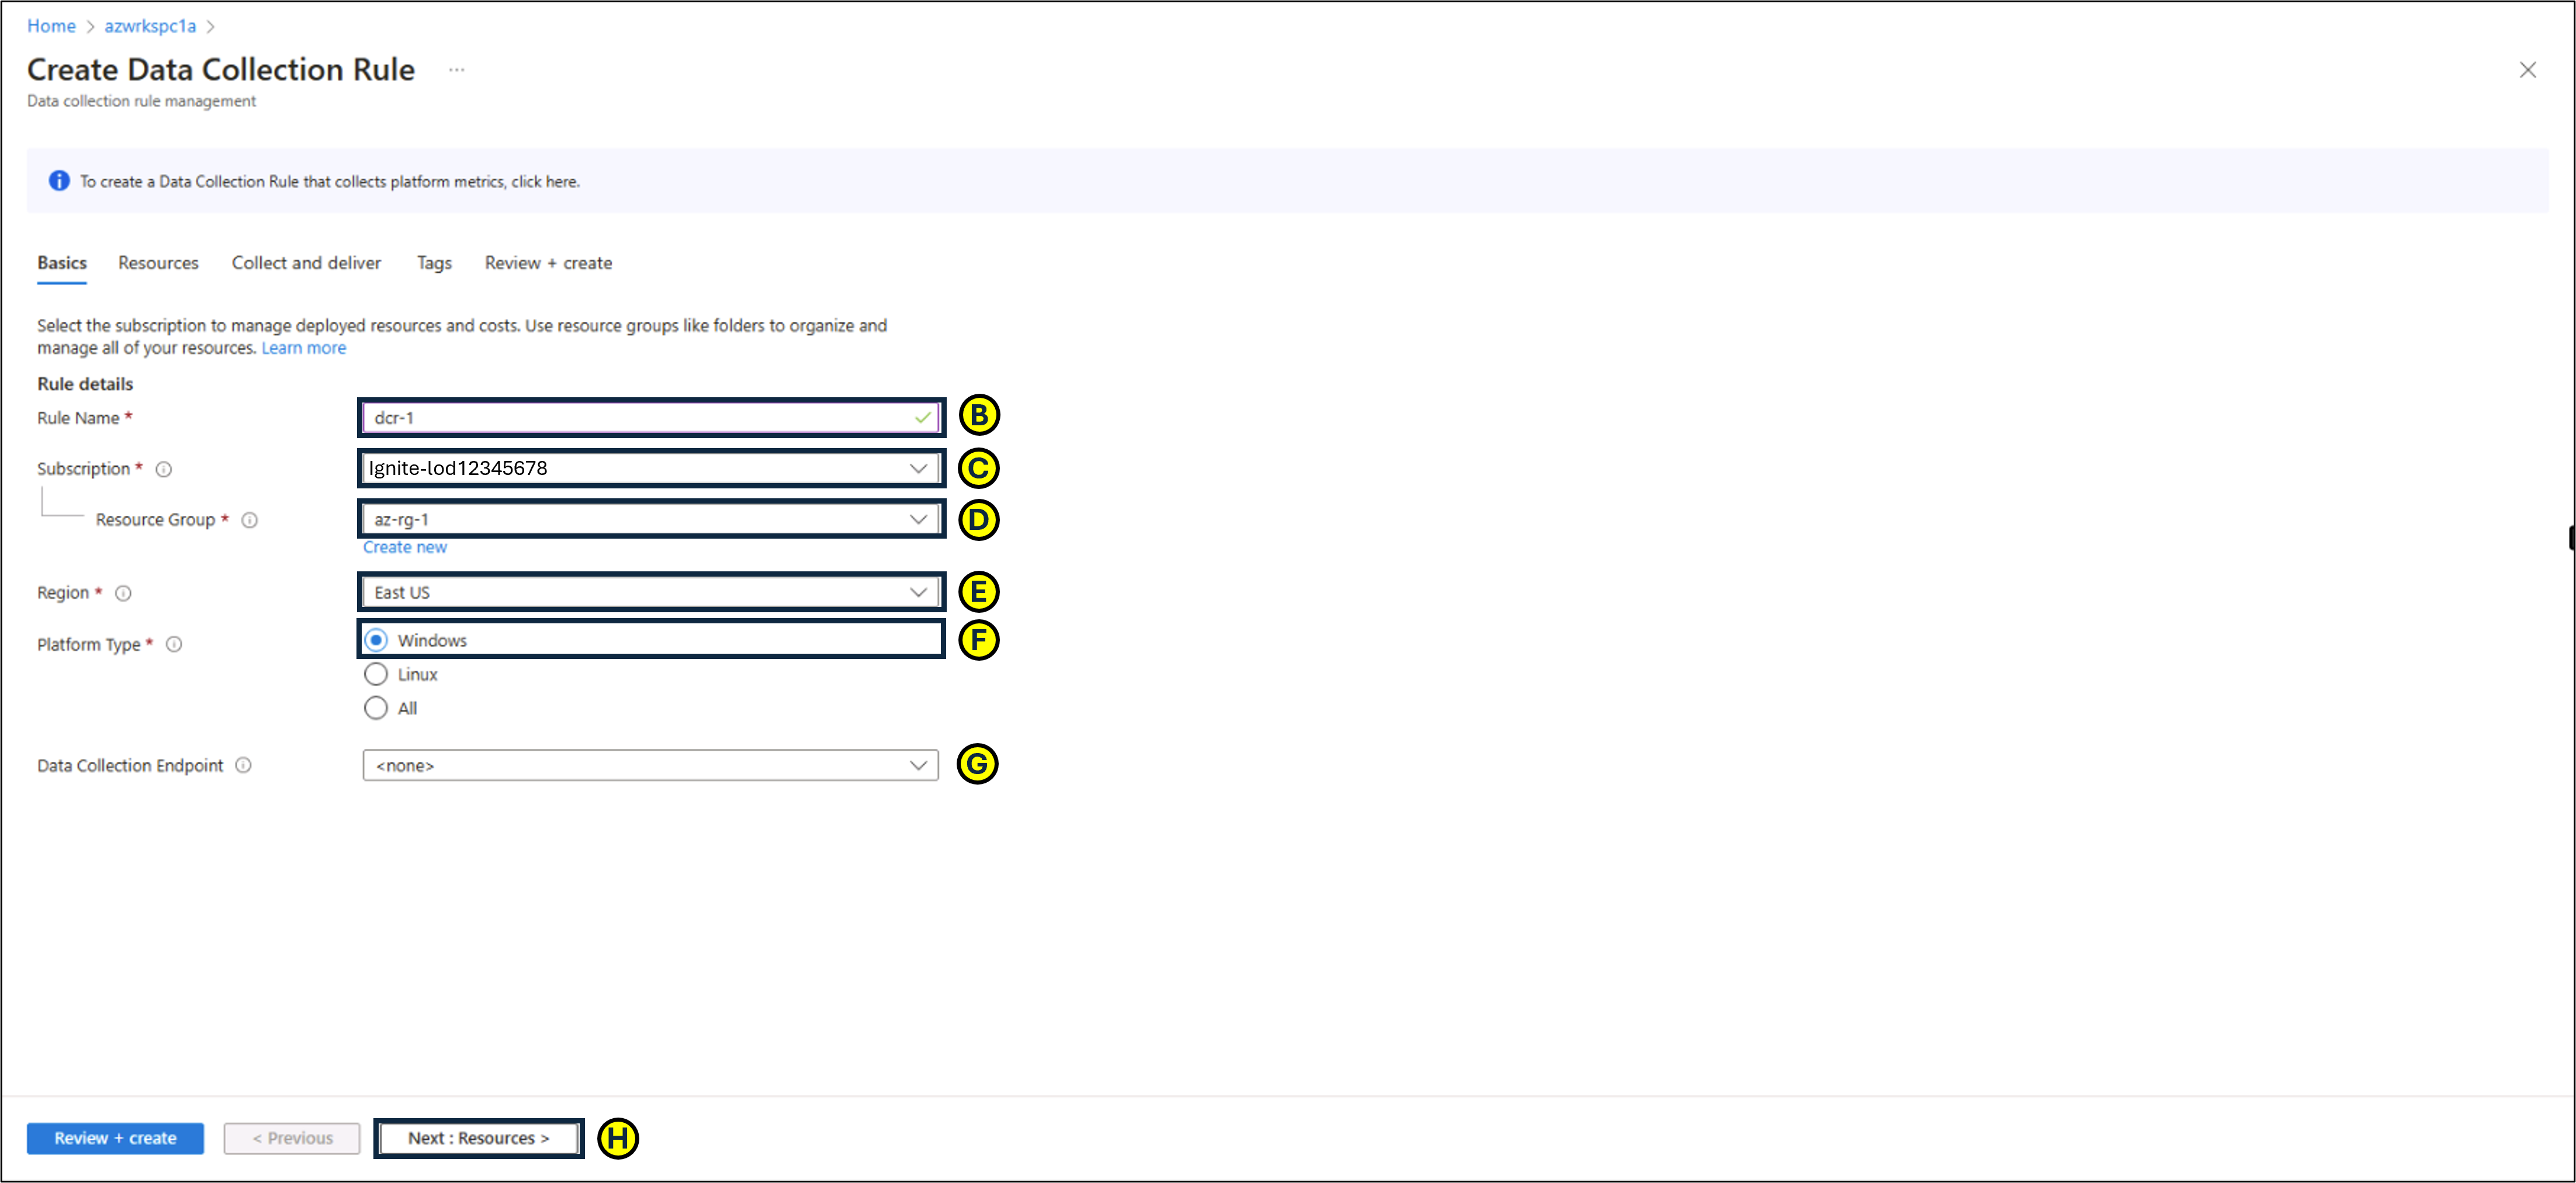 Home > azwrkspc1a >
Create Data Collection Rule ...
Data collection rule management
To create a Data Collection Rule that collects platform metrics, click here.
Basics Resources Collect and deliver Tags Review + create
Select the subscription to manage deployed resources and costs. Use resource groups like folders to organize and
manage all of your resources. Learn more
Rule details
Rule Name * dcr-1 B
Subscription * Ignite-lod12345678 C
Resource Group * az-rg-1 D
Create new
Region * East US E
Platform Type * Windows F
Linux
All
Data Collection Endpoint <none> G
Review + create < Previous Next : Resources > H